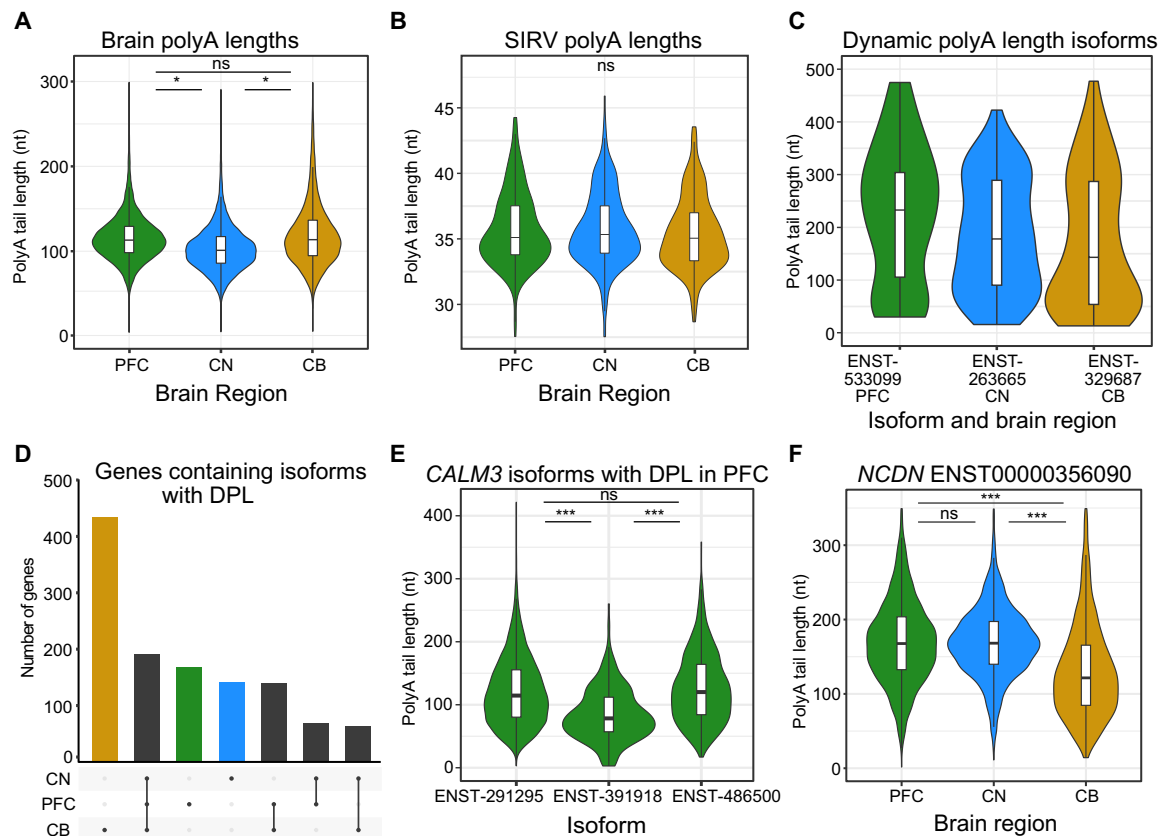 A
Brain polyA lengths
ns
*
*
PolyA tail length (nt)
300
200
100
0
PFC
CN
CB
Brain Region
B
SIRV polyA lengths
ns
PolyA tail length (nt)
45
40
35
30
PFC
CN
CB
Brain Region
C
Dynamic polyA length isoforms
PolyA tail length (nt)
500
400
300
200
100
0
ENST-
533099
PFC
ENST-
263665
CN
ENST-
329687
CB
Isoform and brain region
D
Genes containing isoforms
with DPL
Number of genes
500
400
300
200
100
0
CN
PFC
CB
E
CALM3 isoforms with DPL in PFC
ns
***
***
PolyA tail length (nt)
400
300
200
100
0
ENST-291295
ENST-391918
ENST-486500
Isoform
F
NCDN ENST00000356090
***
ns
***
PolyA tail length (nt)
300
200
100
0
PFC
CN
CB
Brain region